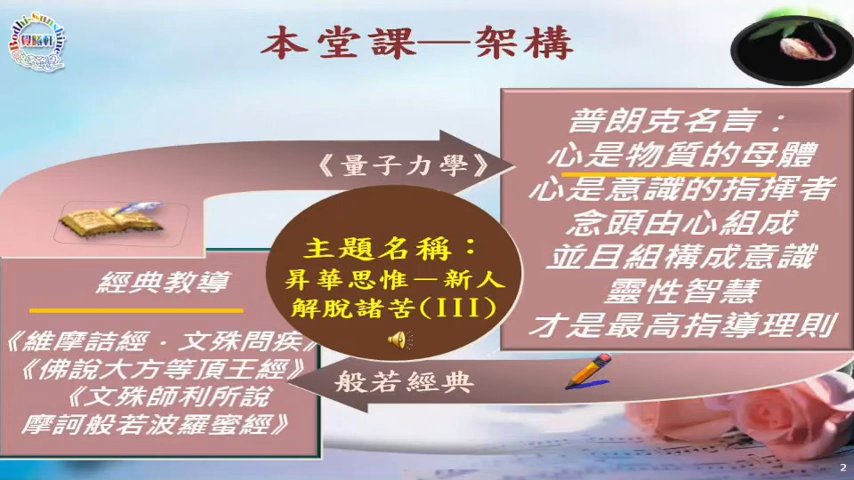 Bodhi-Sunshine
覺錫軒
本堂課—架構
《量子力學》
普朗克名言：
心是物質的母體
心是意識的指揮者
念頭由心組成
並且組構成意識
靈性智慧
才是最高指導理則
主題名稱：
昇華思惟－新人
解脫諸苦(III)
經典教導
《維摩詰經．文殊問疾》
《佛說大方等頂王經》
《文殊師利所說
摩訶般若波羅蜜經》
般若經典
2